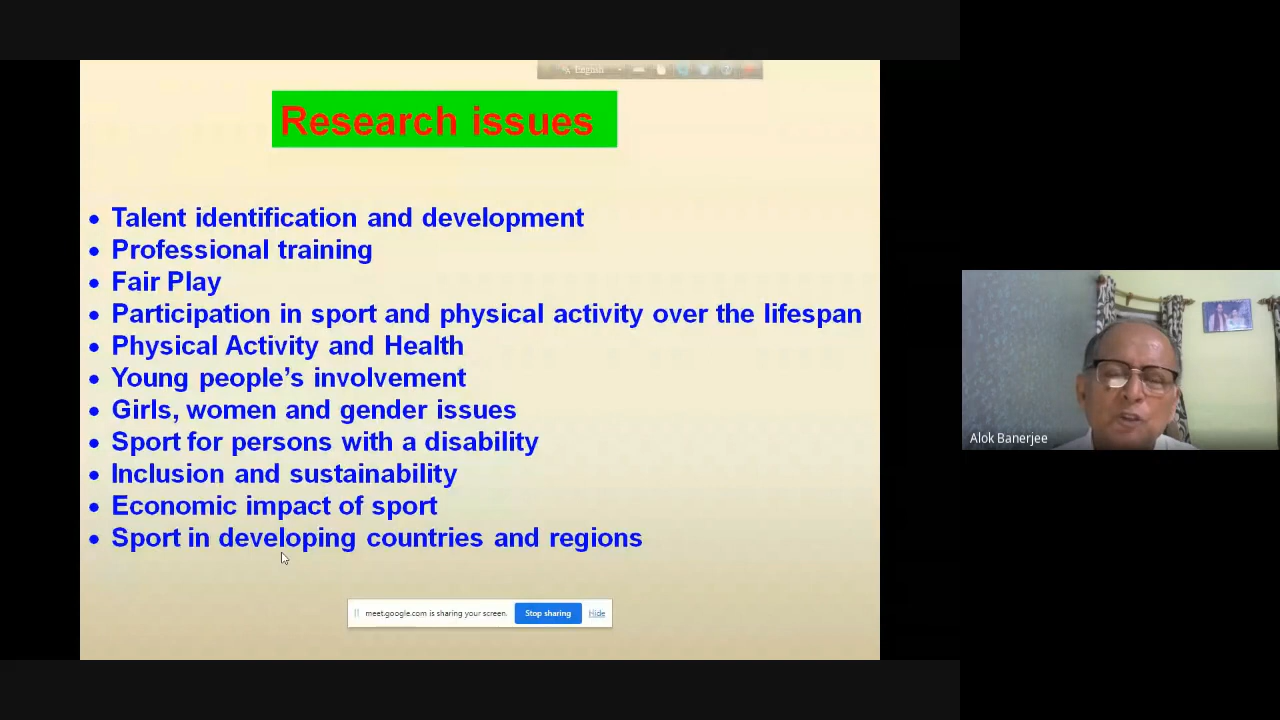 English
Research issues
• Talent identification and development
• Professional training
• Fair Play
• Participation in sport and physical activity over the lifespan
• Physical Activity and Health
• Young people’s involvement
• Girls, women and gender issues
• Sport for persons with a disability
• Inclusion and sustainability
• Economic impact of sport
• Sport in developing countries and regions
meet.google.com is sharing your screen. Stop sharing Hide
Alok Banerjee